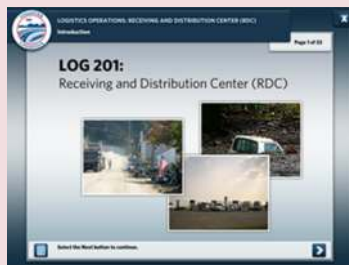 LOGISTICS OPERATIONS: RECEIVING AND DISTRIBUTION CENTER (RDC)
X
Introduction
Page 1 of 33
LOG 201:
Receiving and Distribution Center (RDC)
Select the Next button to continue.